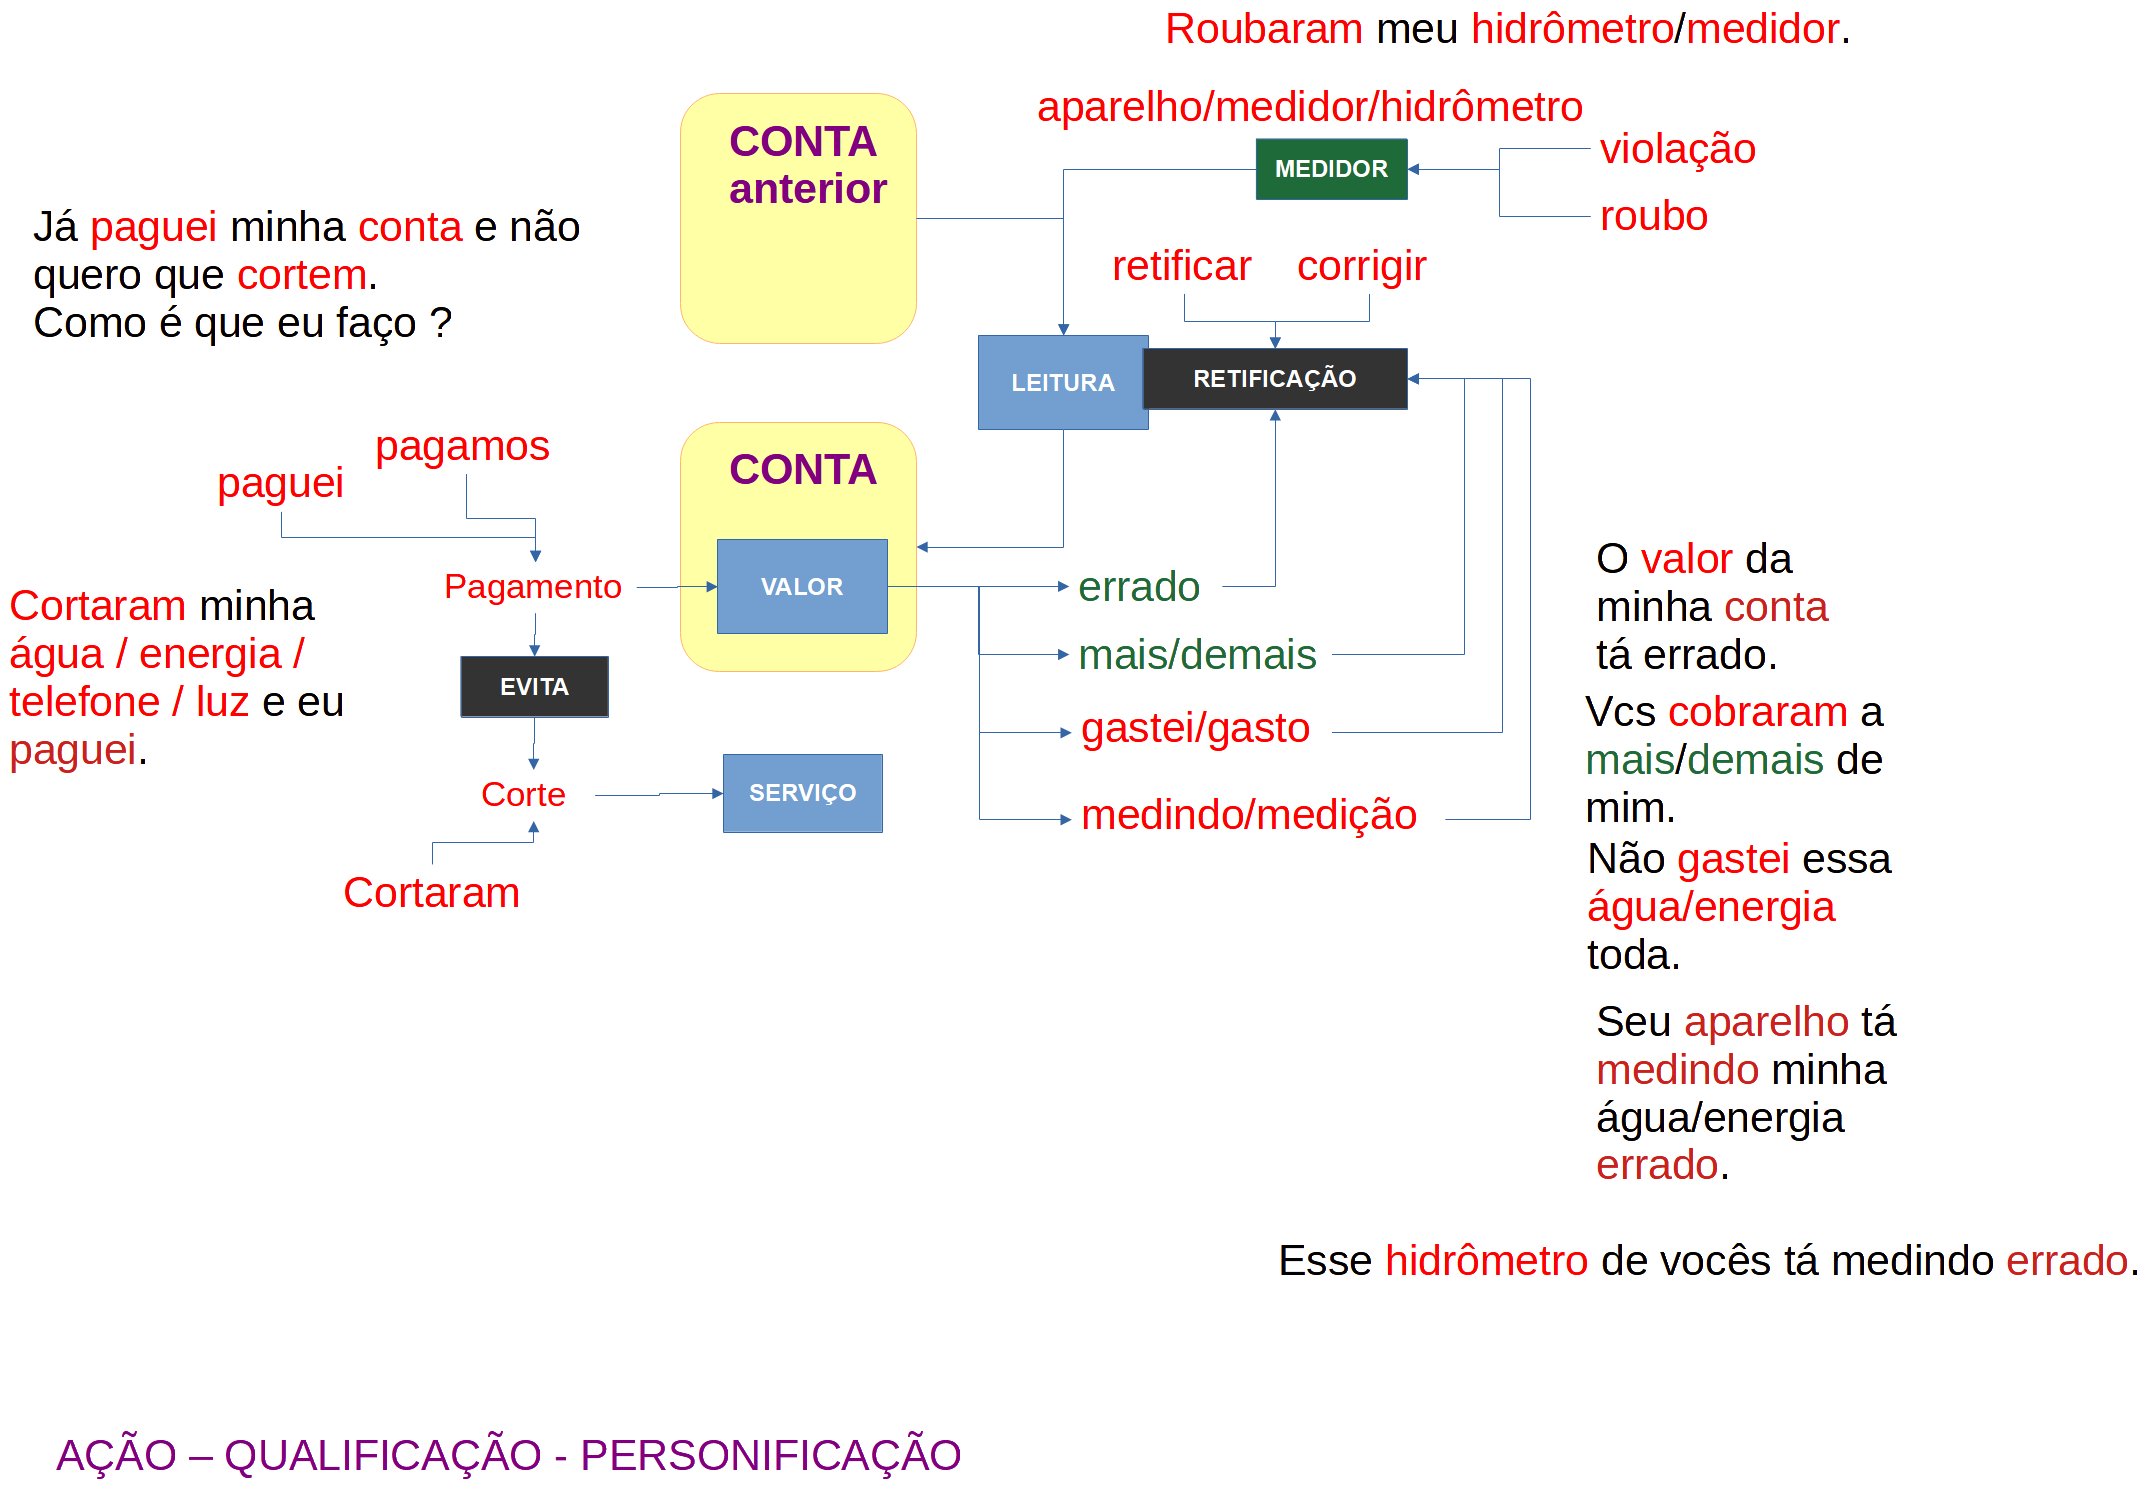 Roubaram meu hidrômetro/medidor.
aparelho/medidor/hidrômetro
CONTA
anterior
MEDIDOR
violação
roubo
Já paguei minha conta e não
quero que cortem.
Como é que eu faço ?
retificar
corrigir
LEITURA
RETIFICAÇÃO
pagamos
paguei
CONTA
Pagamento
VALOR
errado
mais/demais
gastei/gasto
medindo/medição
Cortaram minha
água / energia /
telefone / luz e eu
paguei.
EVITA
Corte
SERVIÇO
Cortaram
O valor da
minha conta
tá errado.
Vcs cobraram a
mais/demais de
mim.
Não gastei essa
água/energia
toda.
Seu aparelho tá
medindo minha
água/energia
errado.
Esse hidrômetro de vocês tá medindo errado.
AÇÃO – QUALIFICAÇÃO - PERSONIFICAÇÃO